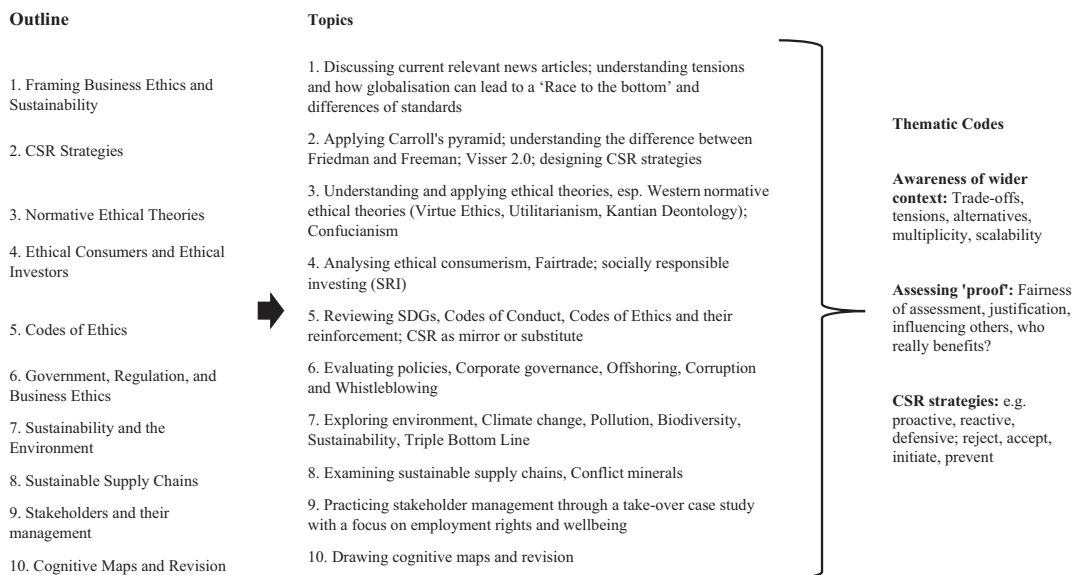 Outline
1. Framing Business Ethics and
Sustainability
2. CSR Strategies
3. Normative Ethical Theories
4. Ethical Consumers and Ethical
Investors
5. Codes of Ethics
6. Government, Regulation, and
Business Ethics
7. Sustainability and the
Environment
8. Sustainable Supply Chains
9. Stakeholders and their
management
10. Cognitive Maps and Revision
Topics
1. Discussing current relevant news articles; understanding tensions
and how globalisation can lead to a ‘Race to the bottom’ and
differences of standards
2. Applying Carroll's pyramid; understanding the difference between
Friedman and Freeman; Visser 2.0; designing CSR strategies
3. Understanding and applying ethical theories, esp. Western normative
ethical theories (Virtue Ethics, Utilitarianism, Kantian Deontology);
Confucianism
4. Analysing ethical consumerism, Fairtrade; socially responsible
investing (SRI)
5. Reviewing SDGs, Codes of Conduct, Codes of Ethics and their
reinforcement; CSR as mirror or substitute
6. Evaluating policies, Corporate governance, Offshoring, Corruption
and Whistleblowing
7. Exploring environment, Climate change, Pollution, Biodiversity,
Sustainability, Triple Bottom Line
8. Examining sustainable supply chains, Conflict minerals
9. Practicing stakeholder management through a take-over case study
with a focus on employment rights and wellbeing
10. Drawing cognitive maps and revision
Thematic Codes
Awareness of wider
context: Trade-offs,
tensions, alternatives,
multiplicity, scalability
Assessing 'proof': Fairness
of assessment, justification,
influencing others, who
really benefits?
CSR strategies: e.g.
proactive, reactive,
defensive; reject, accept,
initiate, prevent